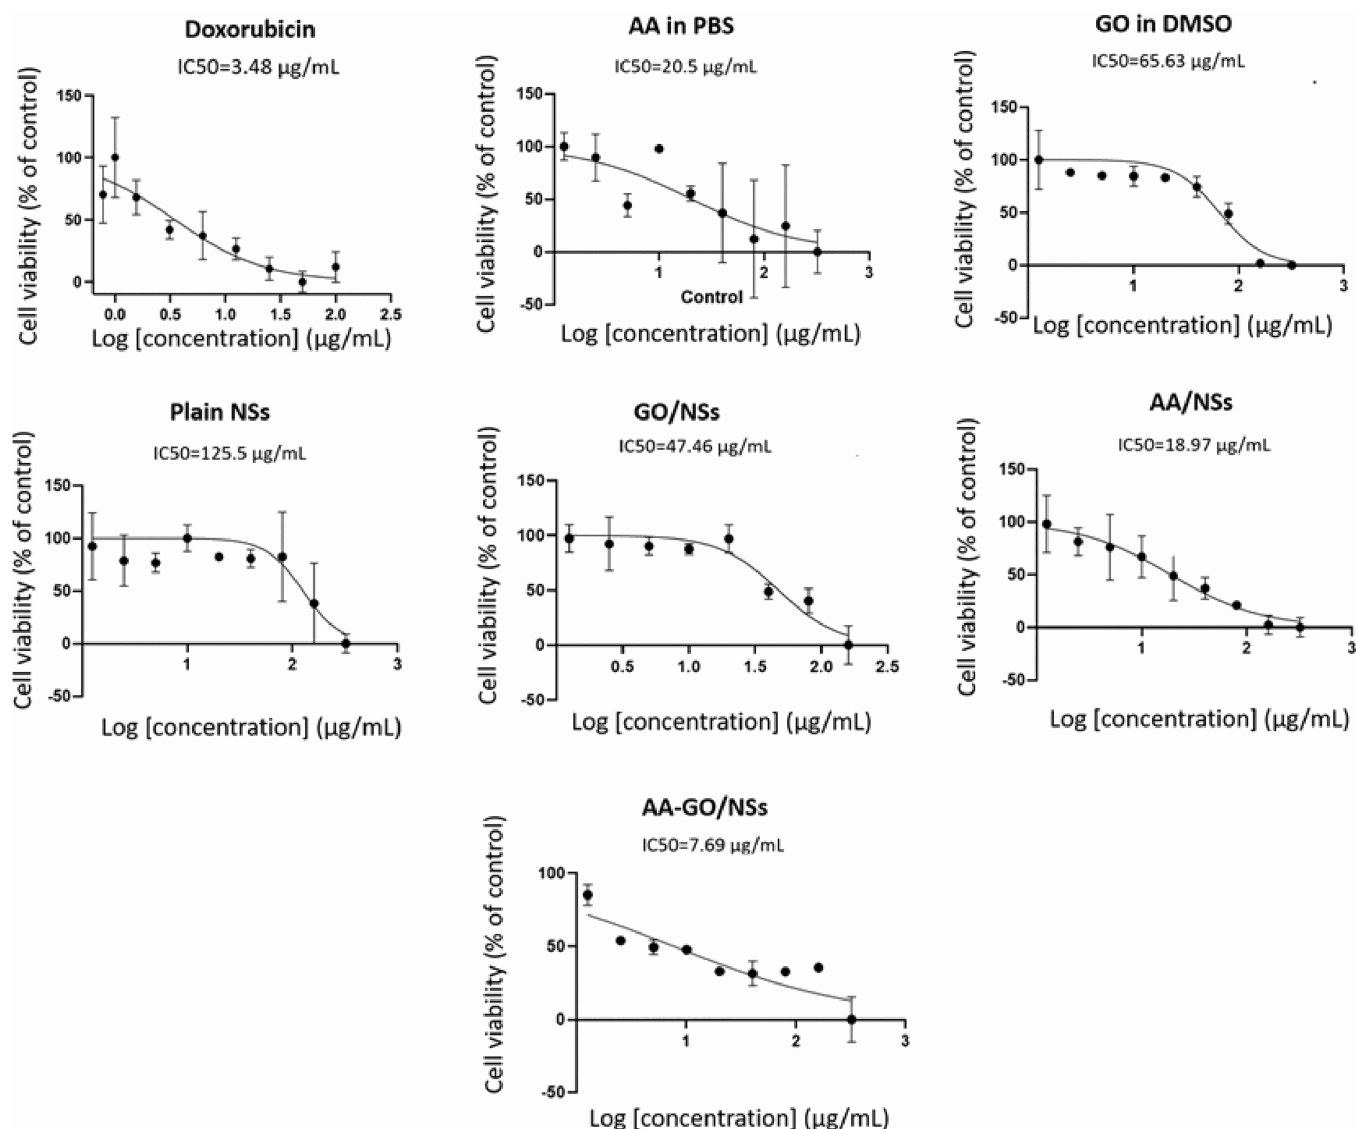 Doxorubicin
IC50=3.48 µg/mL
Cell viability (% of control)
150
100
50
0
0.0 0.5 1.0 1.5 2.0 2.5
Log [concentration] (µg/mL)
AA in PBS
IC50=20.5 µg/mL
Cell viability (% of control)
150
100
50
0
-50
1 2 3
Control
Log [concentration] (µg/mL)
GO in DMSO
IC50=65.63 µg/mL
Cell viability (% of control)
150
100
50
0
-50
1 2 3
Log [concentration] (µg/mL)
Plain NSs
IC50=125.5 µg/mL
Cell viability (% of control)
150
100
50
0
-50
1 2 3
Log [concentration] (µg/mL)
GO/NSs
IC50=47.46 µg/mL
Cell viability (% of control)
150
100
50
0
-50
0.5 1.0 1.5 2.0 2.5
Log [concentration] (µg/mL)
AA/NSs
IC50=18.97 µg/mL
Cell viability (% of control)
150
100
50
0
-50
1 2 3
Log [concentration] (µg/mL)
AA-GO/NSs
IC50=7.69 µg/mL
Cell viability (% of control)
100
50
0
-50
1 2 3
Log [concentration] (µg/mL)